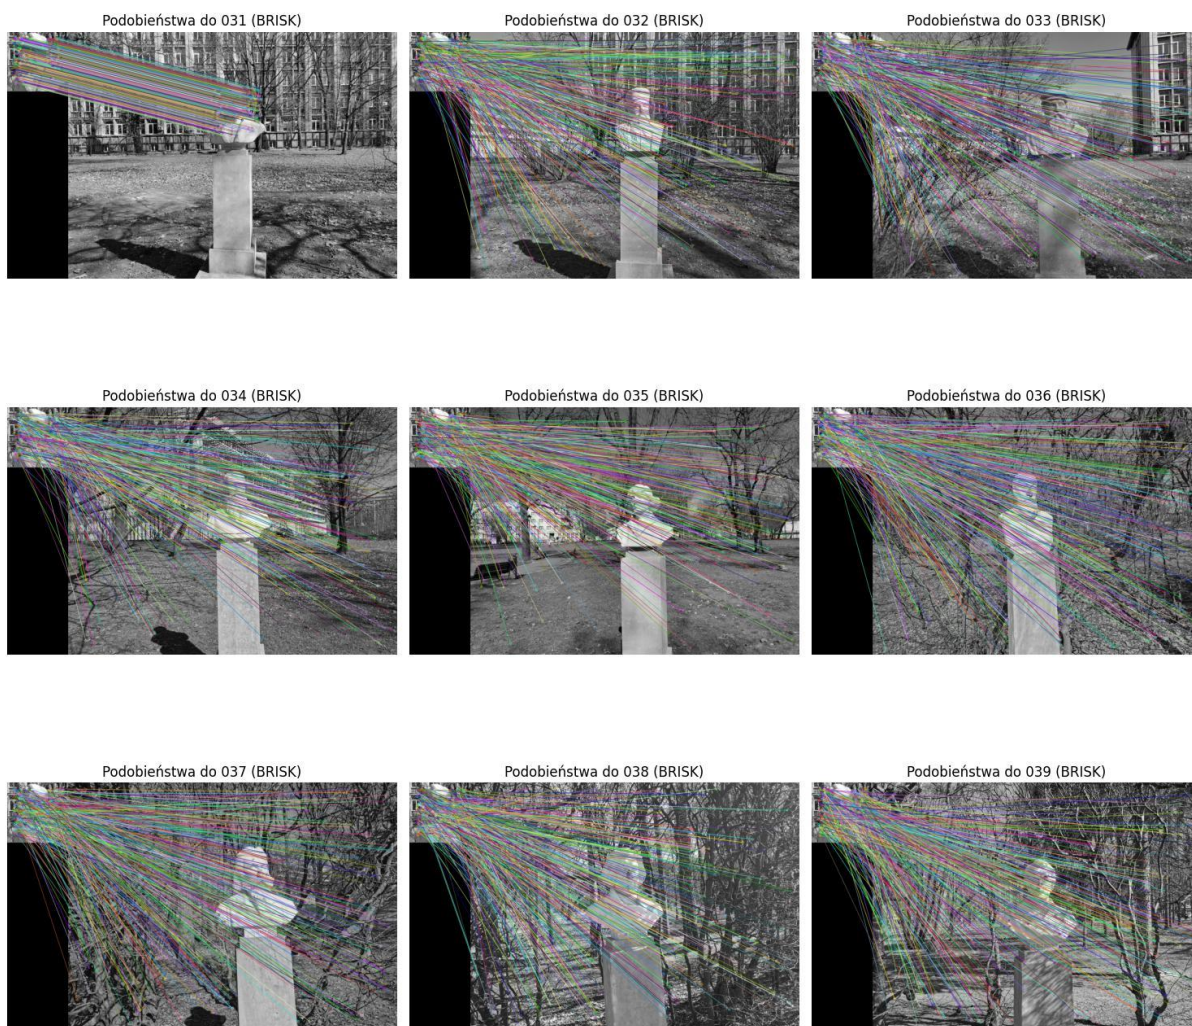 Podobieństwa do 031 (BRISK)
Podobieństwa do 032 (BRISK)
Podobieństwa do 033 (BRISK)
Podobieństwa do 034 (BRISK)
Podobieństwa do 035 (BRISK)
Podobieństwa do 036 (BRISK)
Podobieństwa do 037 (BRISK)
Podobieństwa do 038 (BRISK)
Podobieństwa do 039 (BRISK)